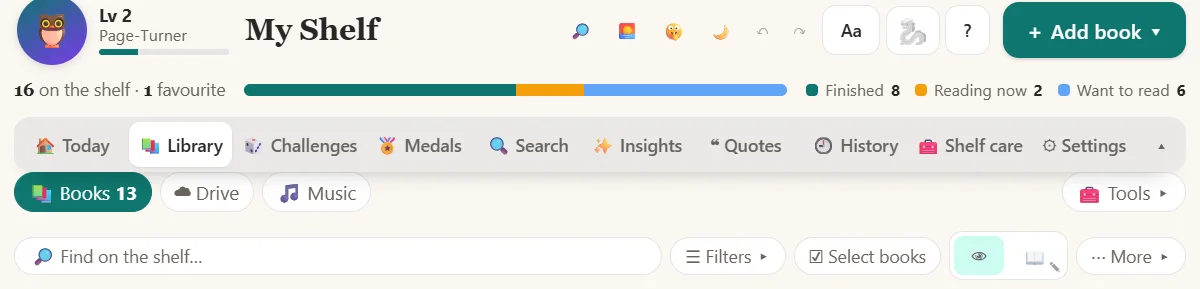 Lv 2
Page-Turner
My Shelf
Aa
?
+ Add book
16 on the shelf · 1 favourite
Finished 8
Reading now 2
Want to read 6
Today
Library
Challenges
Medals
Search
Insights
❝ Quotes
History
Shelf care
Settings
Books 13
Drive
Music
Tools
Find on the shelf...
☰ Filters
☑ Select books
··· More